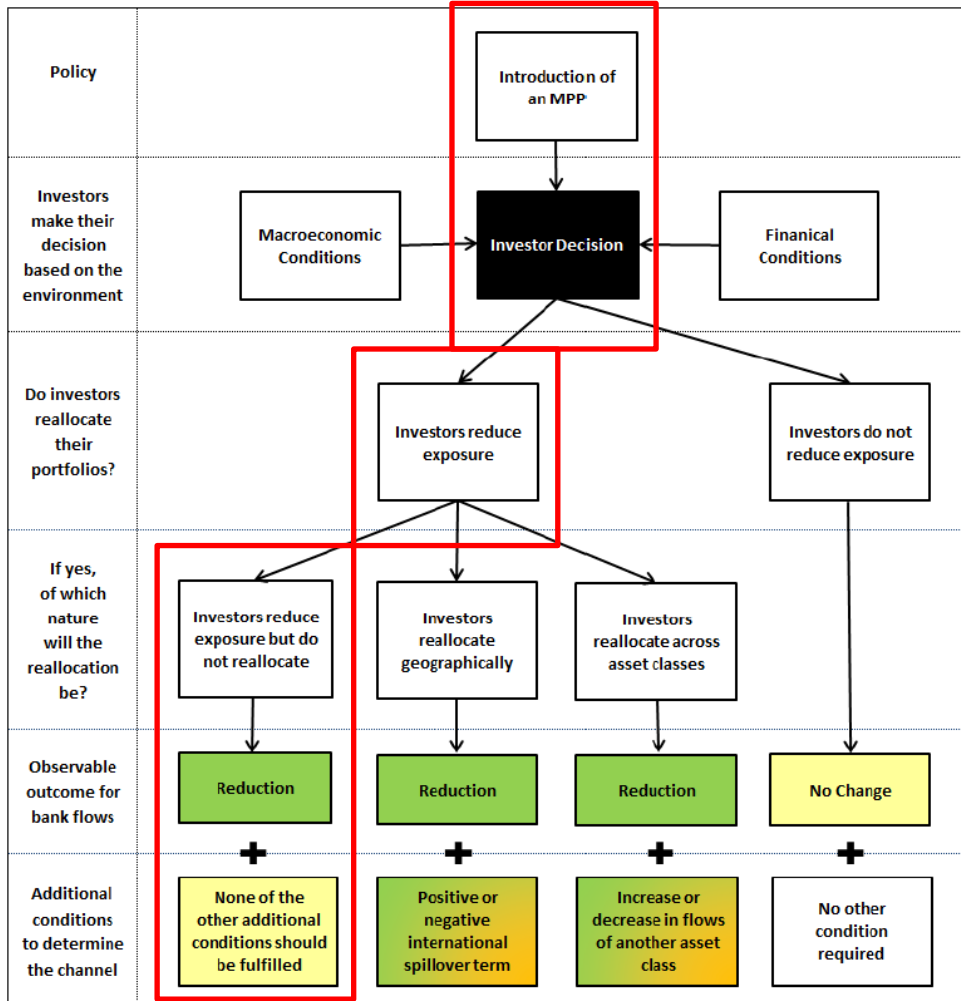 Policy
Introduction of
an MPP
Investors
make their
decision
based on the
environment
Macroeconomic
Conditions
Investor Decision
Finanical
Conditions
Do investors
reallocate
their
portfolios?
Investors reduce
exposure
Investors do not
reduce exposure
If yes,
of which
nature
will the
reallocation
be?
Investors reduce
exposure but do
not reallocate
Investors
reallocate
geographically
Investors
reallocate across
asset classes
Observable
outcome for
bank flows
Reduction
Reduction
Reduction
No Change
+
+
+
+
Additional
conditions
to determine
the channel
None of the
other additional
conditions should
be fulfilled
Positive or
negative
international
spillover term
Increase or
decrease in flows
of another asset
class
No other
condition
required